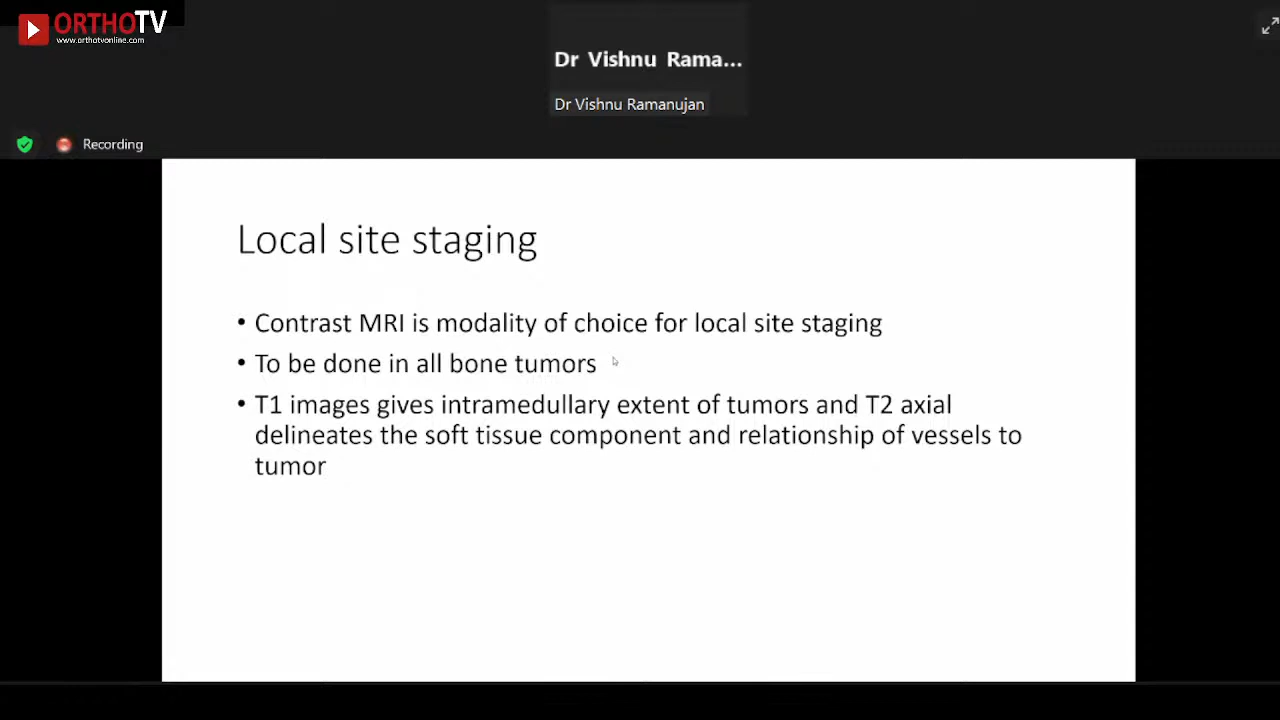 ORTHOTV
www.orthotvonline.com
Dr Vishnu Rama...
Dr Vishnu Ramanujan
Recording
Local site staging
• Contrast MRI is modality of choice for local site staging
• To be done in all bone tumors
• T1 images gives intramedullary extent of tumors and T2 axial
delineates the soft tissue component and relationship of vessels to
tumor